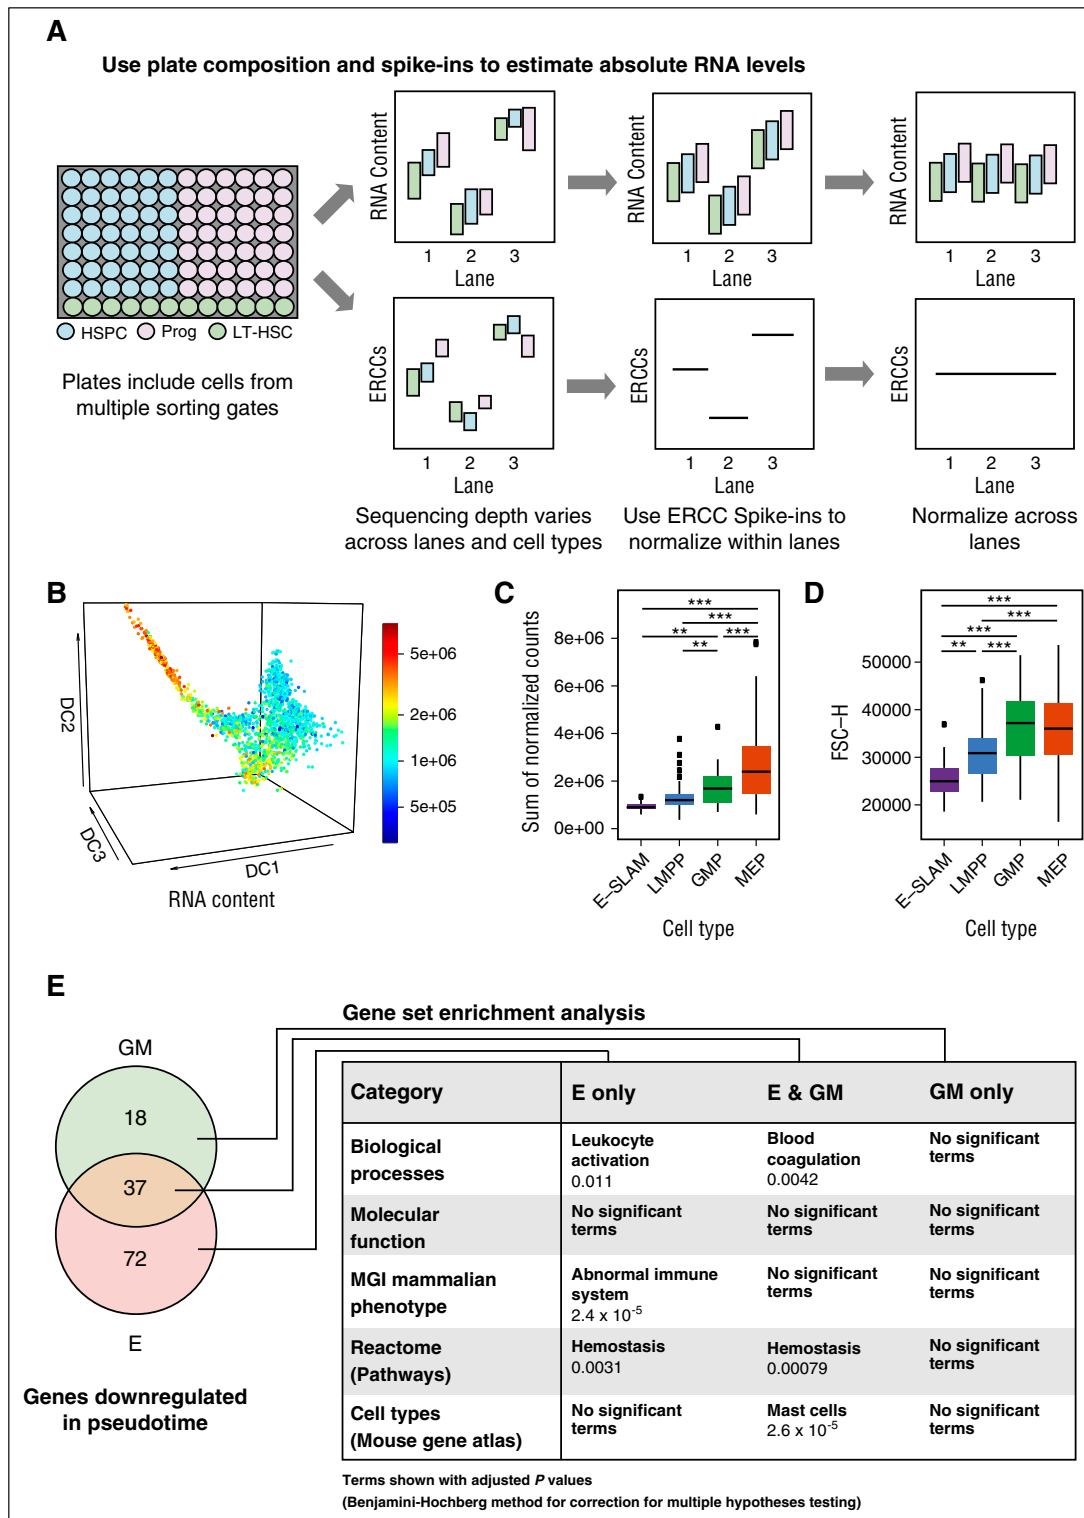 A
Use plate composition and spike-ins to estimate absolute RNA levels
HSPC Prog LT-HSC
Plates include cells from
multiple sorting gates
RNA Content
1 2 3
Lane
RNA Content
1 2 3
Lane
RNA Content
1 2 3
Lane
ERCCs
1 2 3
Lane
ERCCs
1 2 3
Lane
ERCCs
1 2 3
Lane
Sequencing depth varies
across lanes and cell types
Use ERCC Spike-ins to
normalize within lanes
Normalize across
lanes
B
DC2
DC3
DC1
RNA content
5e+06
2e+06
1e+06
5e+05
C
Sum of normalized counts
8e+06
6e+06
4e+06
2e+06
0e+00
***
***
** ***
**
E–SLAM
LMPP
GMP
MEP
Cell type
D
FSC–H
50000
40000
30000
20000
***
***
***
** ***
E–SLAM
LMPP
GMP
MEP
Cell type
E
GM
18
37
72
E
Genes downregulated
in pseudotime
Gene set enrichment analysis
Category E only E & GM GM only
Biological
processes
Leukocyte
activation
0.011
Blood
coagulation
0.0042
No significant
terms
Molecular
function
No significant
terms
No significant
terms
No significant
terms
MGI mammalian
phenotype
Abnormal immune
system
2.4 x 10-5
No significant
terms
No significant
terms
Reactome
(Pathways)
Hemostasis
0.0031
Hemostasis
0.00079
No significant
terms
Cell types
(Mouse gene atlas)
No significant
terms
Mast cells
2.6 x 10-5
No significant
terms
Terms shown with adjusted P values
(Benjamini-Hochberg method for correction for multiple hypotheses testing)